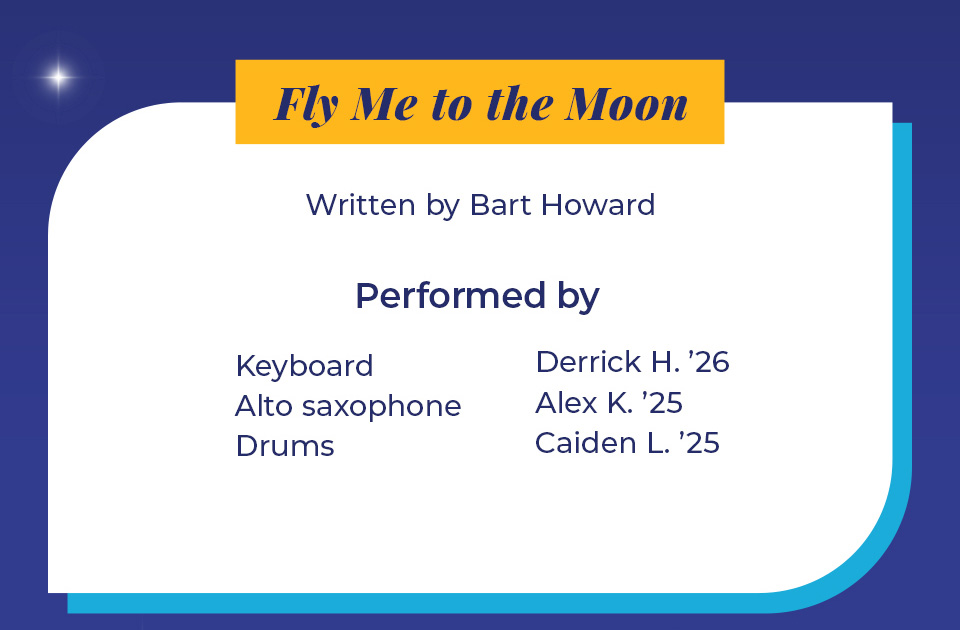 Fly Me to the Moon
Written by Bart Howard
Performed by
Keyboard Derrick H. ’26
Alto saxophone Alex K. ’25
Drums Caiden L. ’25